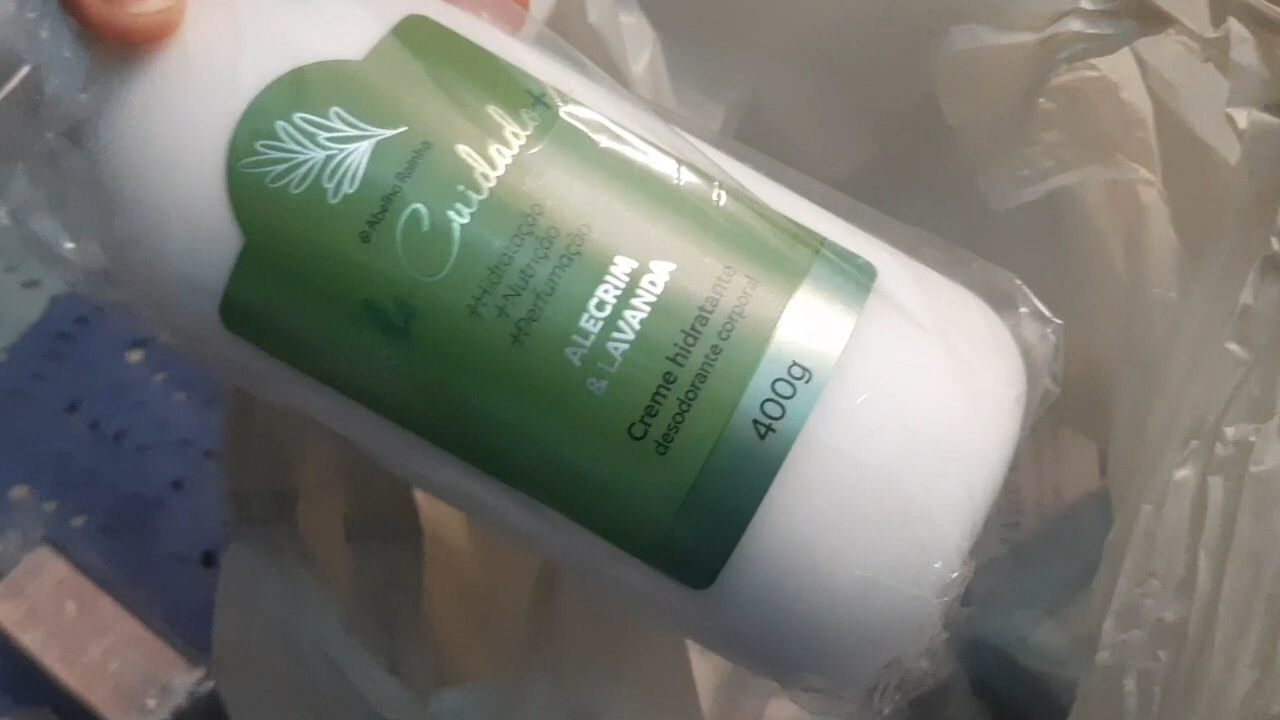 Abelha Rainha
Cuidado+
+Hidratação
+Nutrição
+Perfumação
ALECRIM
& LAVANDA
Creme hidratante
desodorante corporal
400g